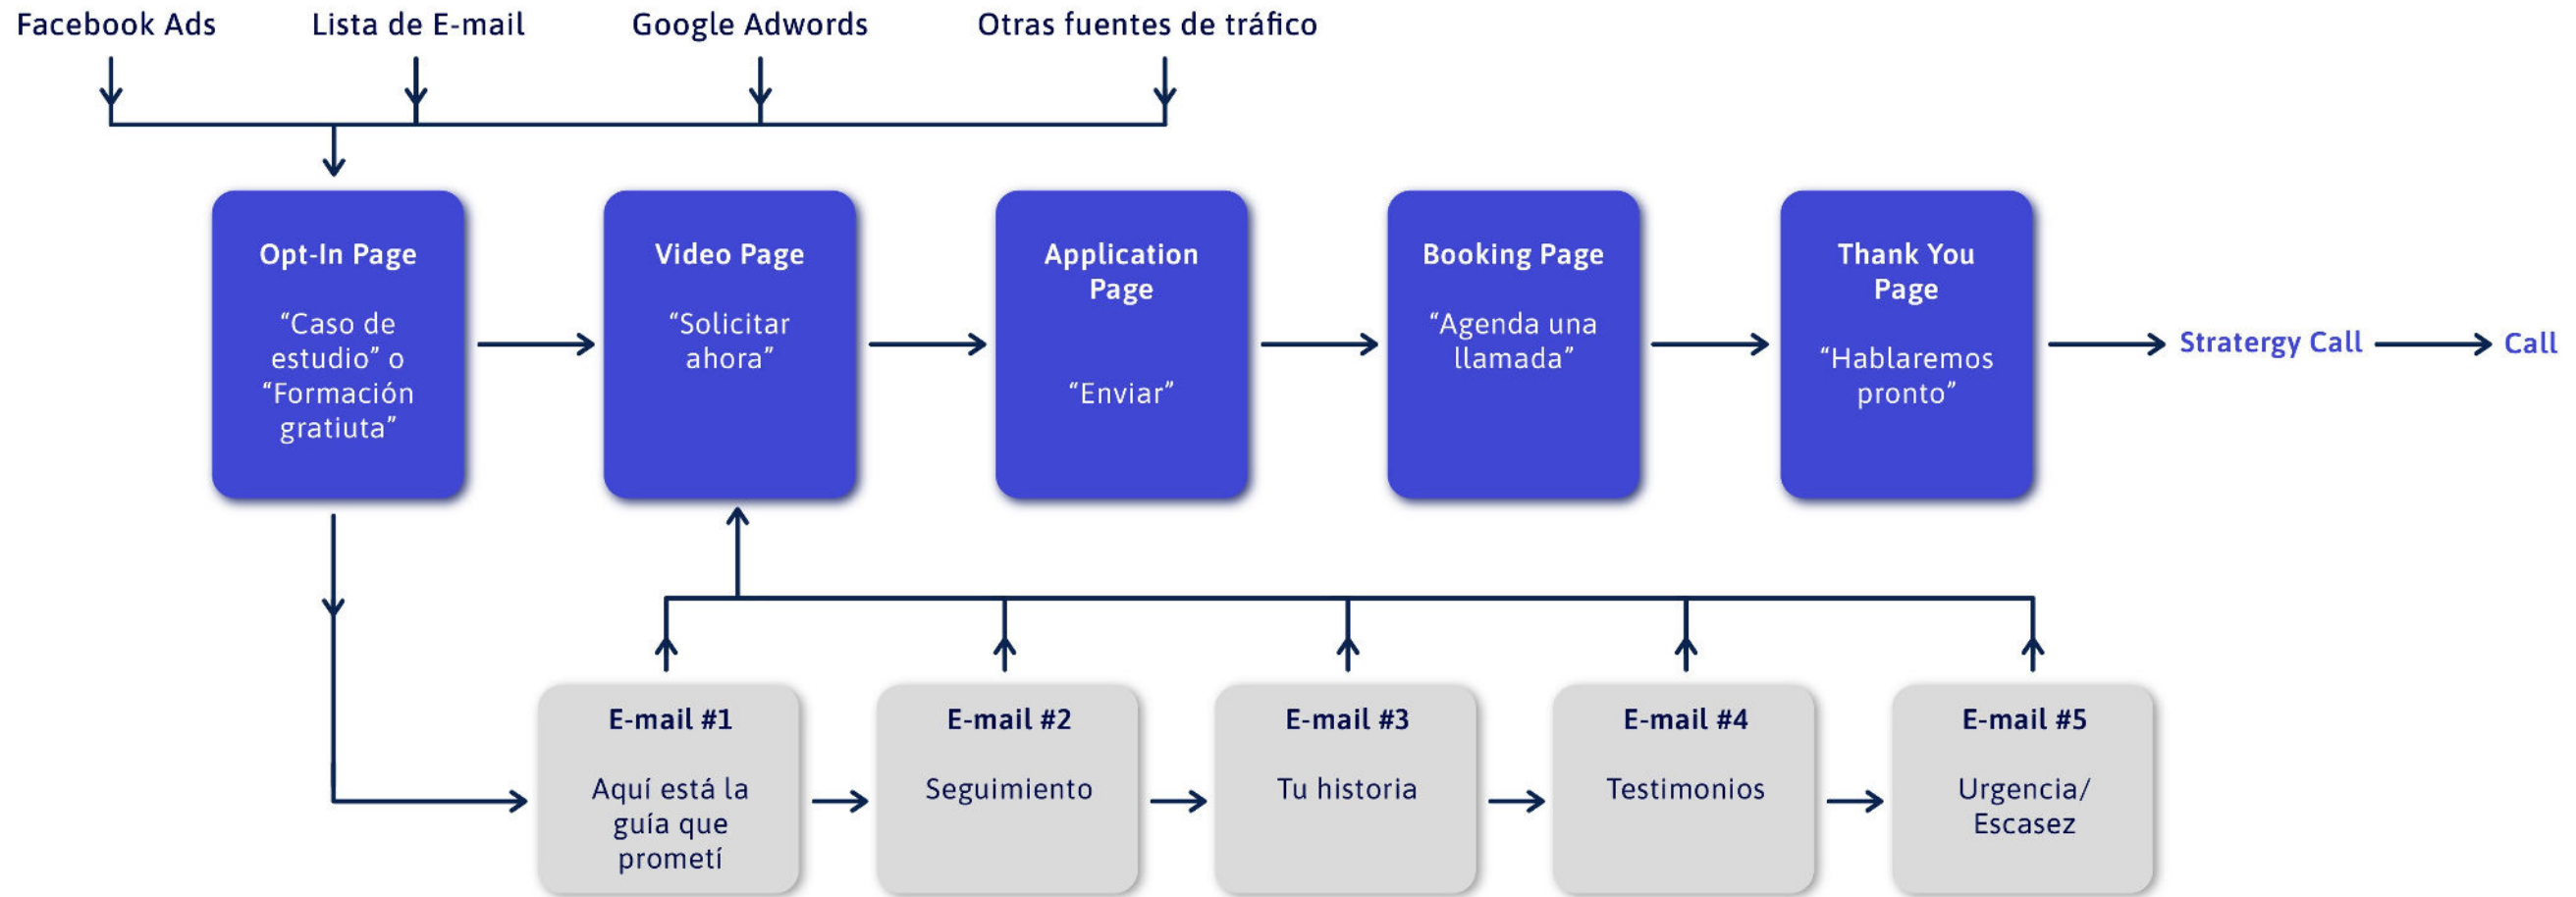 Facebook Ads
Lista de E-mail
Google Adwords
Otras fuentes de tráfico
Opt-In Page
“Caso de
estudio” o
“Formación
gratiuta”
Video Page
“Solicitar
ahora”
Application
Page
“Enviar”
Booking Page
“Agenda una
llamada”
Thank You
Page
“Hablaremos
pronto”
Stratergy Call
Call
E-mail #1
Aquí está la
guía que
prometí
E-mail #2
Seguimiento
E-mail #3
Tu historia
E-mail #4
Testimonios
E-mail #5
Urgencia/
Escasez